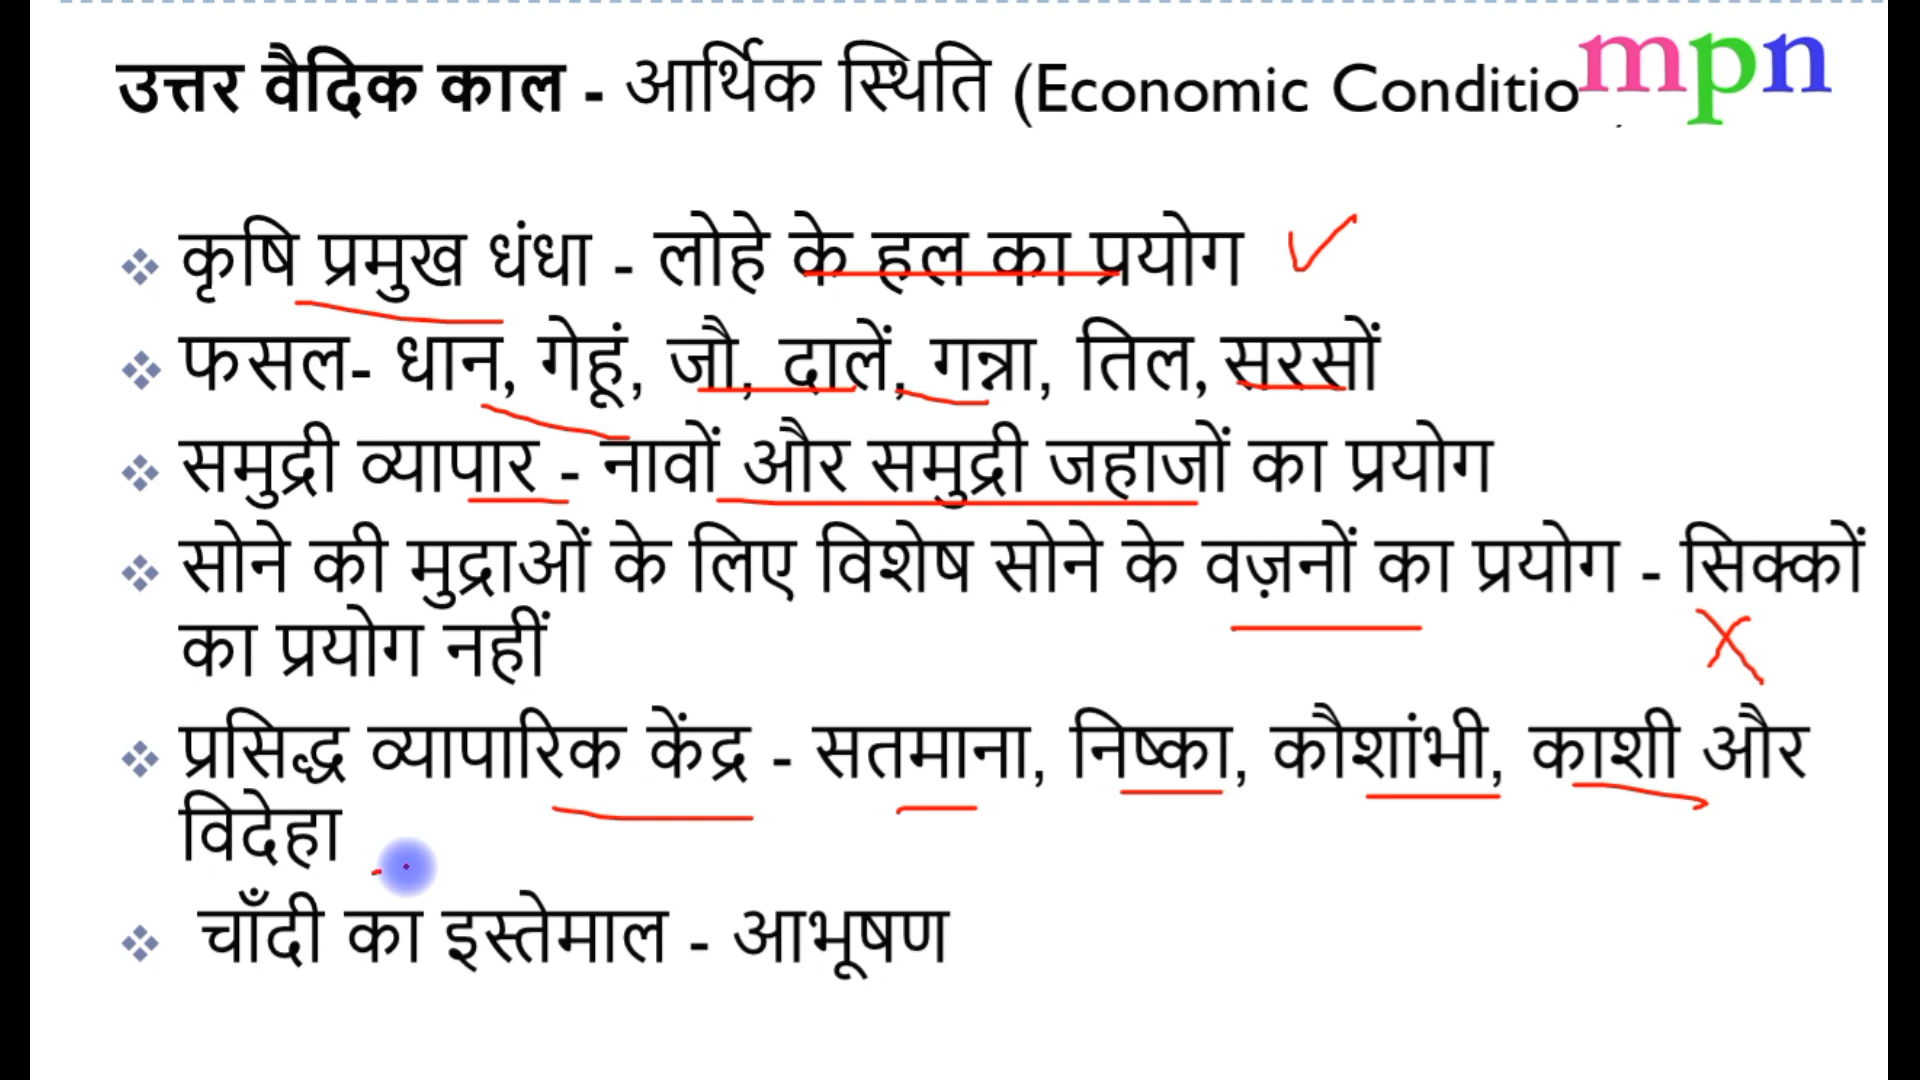 उत्तर वैदिक काल - आर्थिक स्थिति (Economic Conditio
mpn
कृषि प्रमुख धंधा - लोहे के हल का प्रयोग
फसल- धान, गेहूं, जौ, दालें, गन्ना, तिल, सरसों
समुद्री व्यापार - नावों और समुद्री जहाजों का प्रयोग
सोने की मुद्राओं के लिए विशेष सोने के वज़नों का प्रयोग - सिक्कों
का प्रयोग नहीं
प्रसिद्ध व्यापारिक केंद्र - सतमाना, निष्का, कौशांभी, काशी और
विदेहा
चाँदी का इस्तेमाल - आभूषण